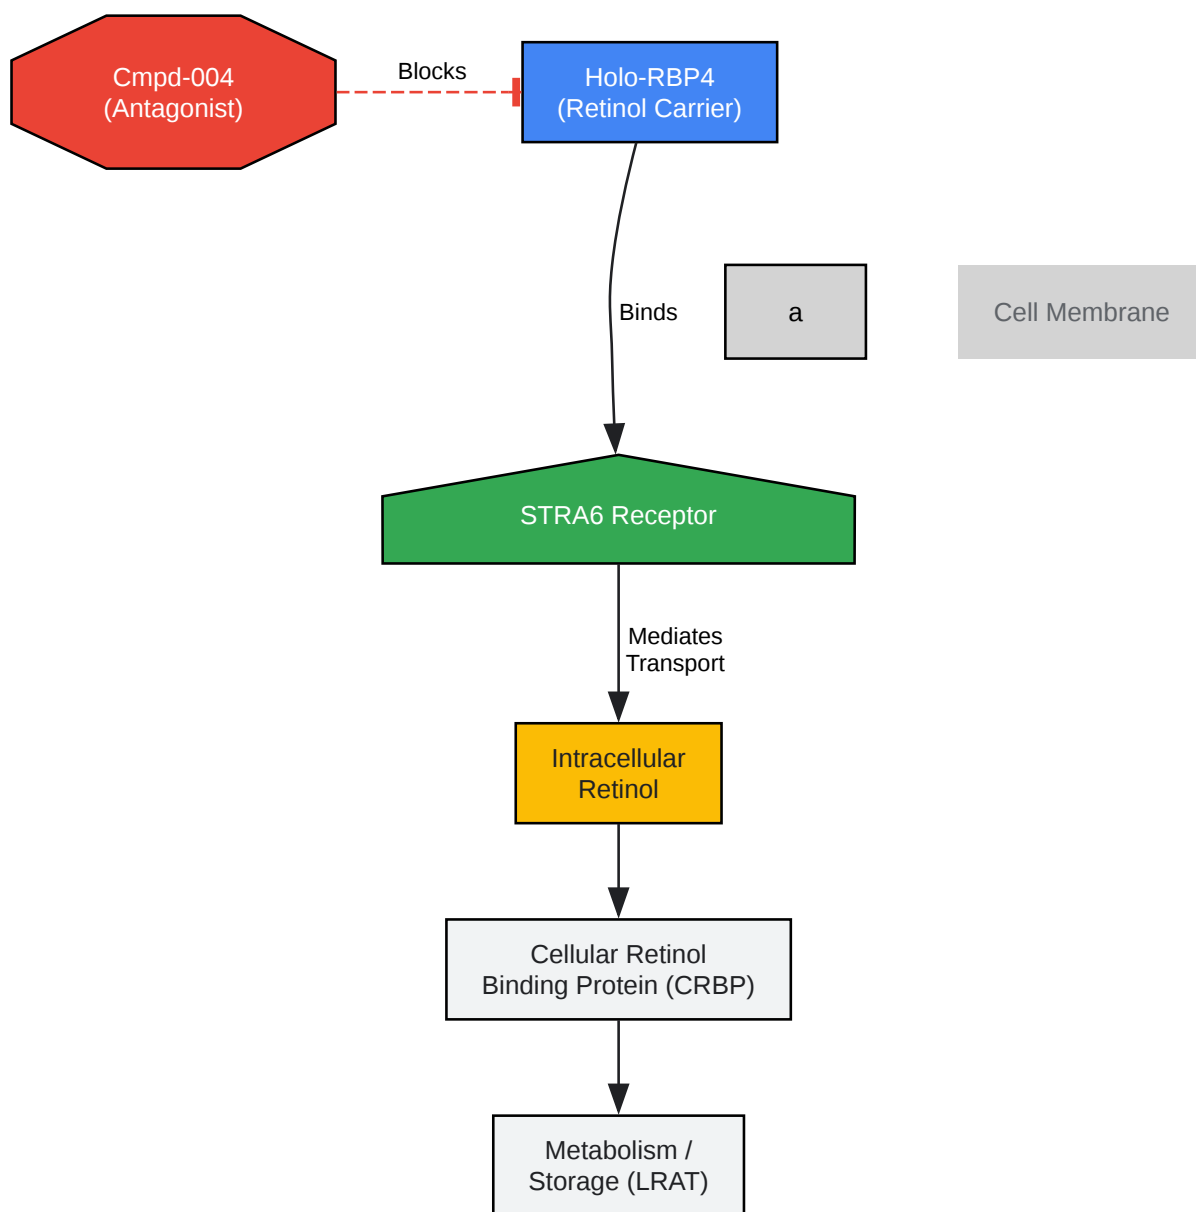 Cmpd-004
(Antagonist)
Blocks
Holo-RBP4
(Retinol Carrier)
Binds
a
Cell Membrane
STRA6 Receptor
Mediates
Transport
Intracellular
Retinol
Cellular Retinol
Binding Protein (CRBP)
Metabolism /
Storage (LRAT)